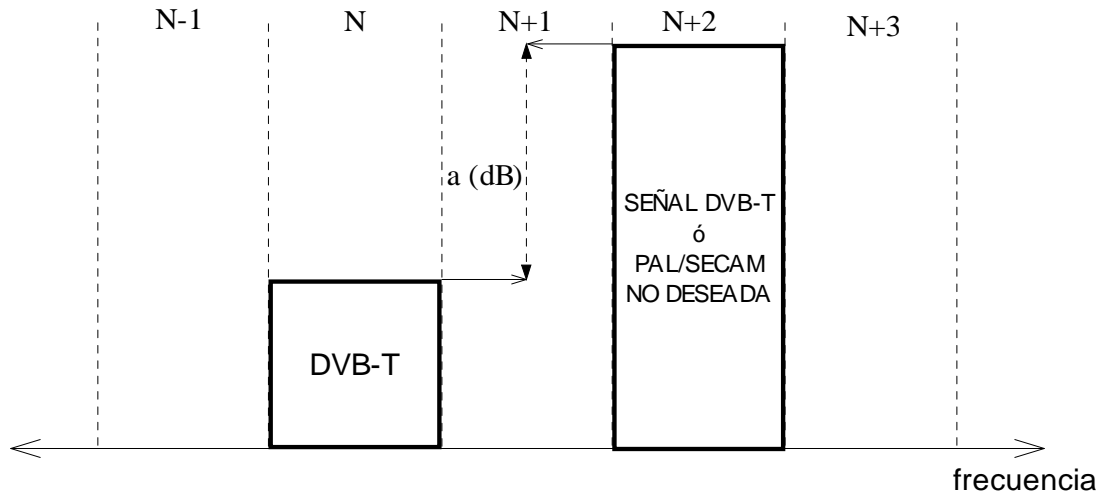 N-1
N
N+1
N+2
N+3
a (dB)
SEÑAL DVB-T
ó
PAL/SECAM
NO DESEADA
DVB-T
frecuencia